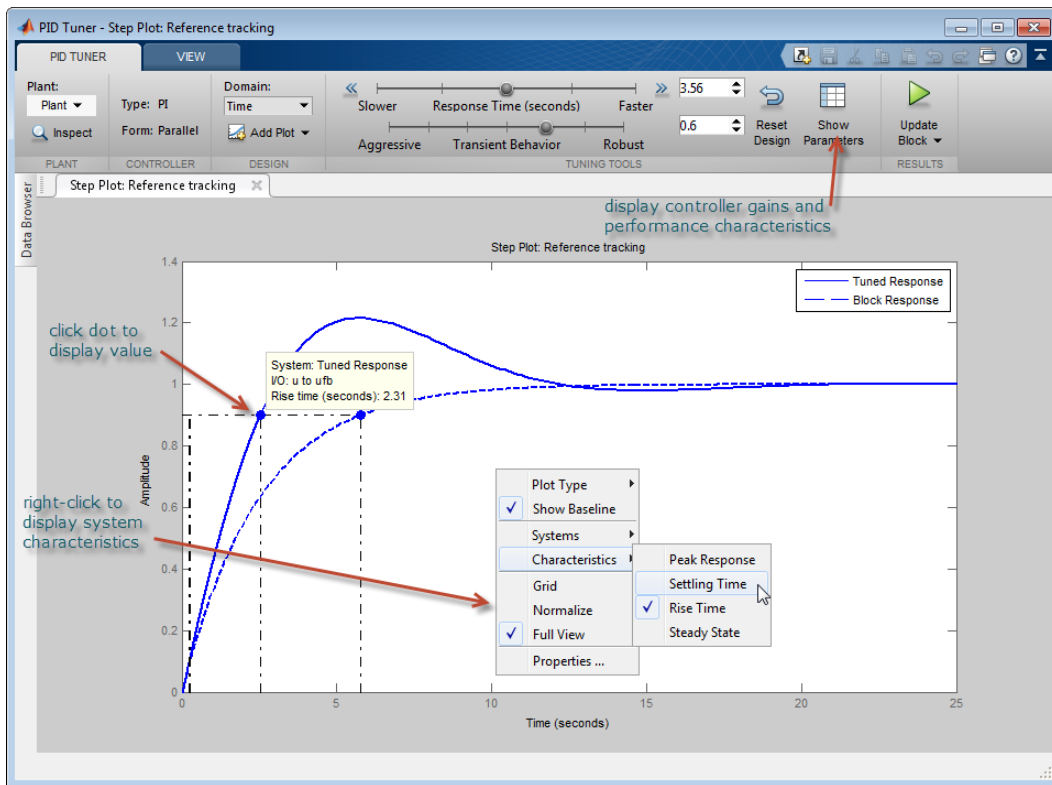 PID Tuner - Step Plot: Reference tracking
PID TUNER
VIEW
Plant:
Plant
Inspect
PLANT
Type: PI
Form: Parallel
CONTROLLER
Domain:
Time
Add Plot
DESIGN
Slower
Response Time (seconds)
Faster
3.56
Aggressive
Transient Behavior
Robust
0.6
Reset
Design
Show
Parameters
TUNING TOOLS
Update
Block
RESULTS
Data Browser
Step Plot: Reference tracking
display controller gains and
performance characteristics
Step Plot: Reference tracking
Tuned Response
Block Response
click dot to
display value
System: Tuned Response
I/O: u to ufb
Rise time (seconds): 2.31
right-click to
display system
characteristics
Amplitude
1.4
1.2
1
0.8
0.6
0.4
0.2
0
Plot Type
Show Baseline
Systems
Characteristics
Grid
Normalize
Full View
Properties ...
Peak Response
Settling Time
Rise Time
Steady State
0
5
10
15
20
25
Time (seconds)